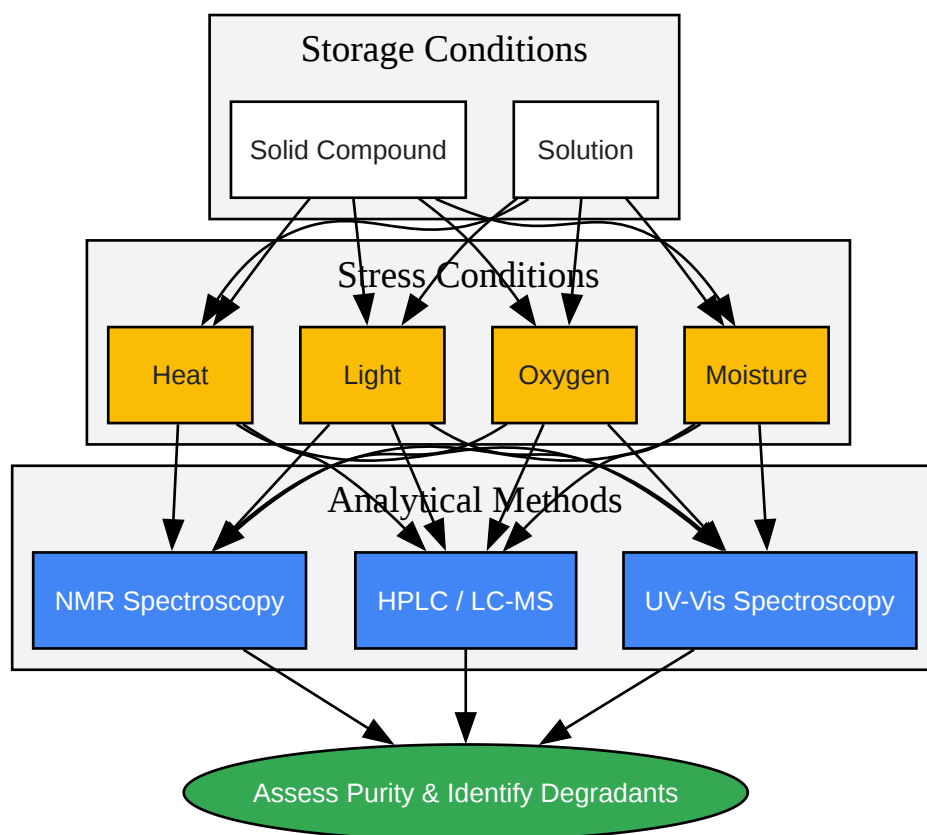 Storage Conditions
Solid Compound
Solution
Stress Conditions
Heat
Light
Oxygen
Moisture
Analytical Methods
NMR Spectroscopy
HPLC / LC-MS
UV-Vis Spectroscopy
Assess Purity & Identify Degradants